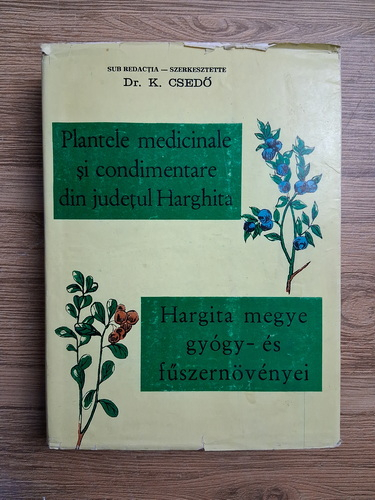 SUB REDACȚIA — SZERKESZTETTE
Dr. K. CSEDŐ
Plantele medicinale
și condimentare
din județul Harghita
Hargita megye
gyógy- és
fűszernövényei